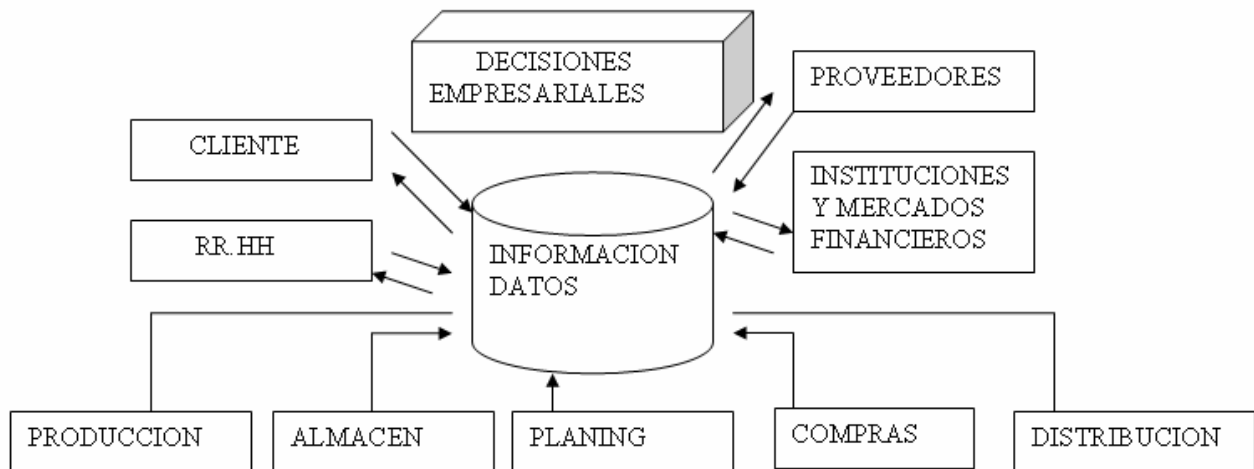 DECISIONES
EMPRESARIALES
PROVEEDORES
CLIENTE
INSTITUCIONES
Y MERCADOS
FINANCIEROS
RR.HH
INFORMACION
DATOS
PRODUCCION
ALMACEN
PLANING
COMPRAS
DISTRIBUCION